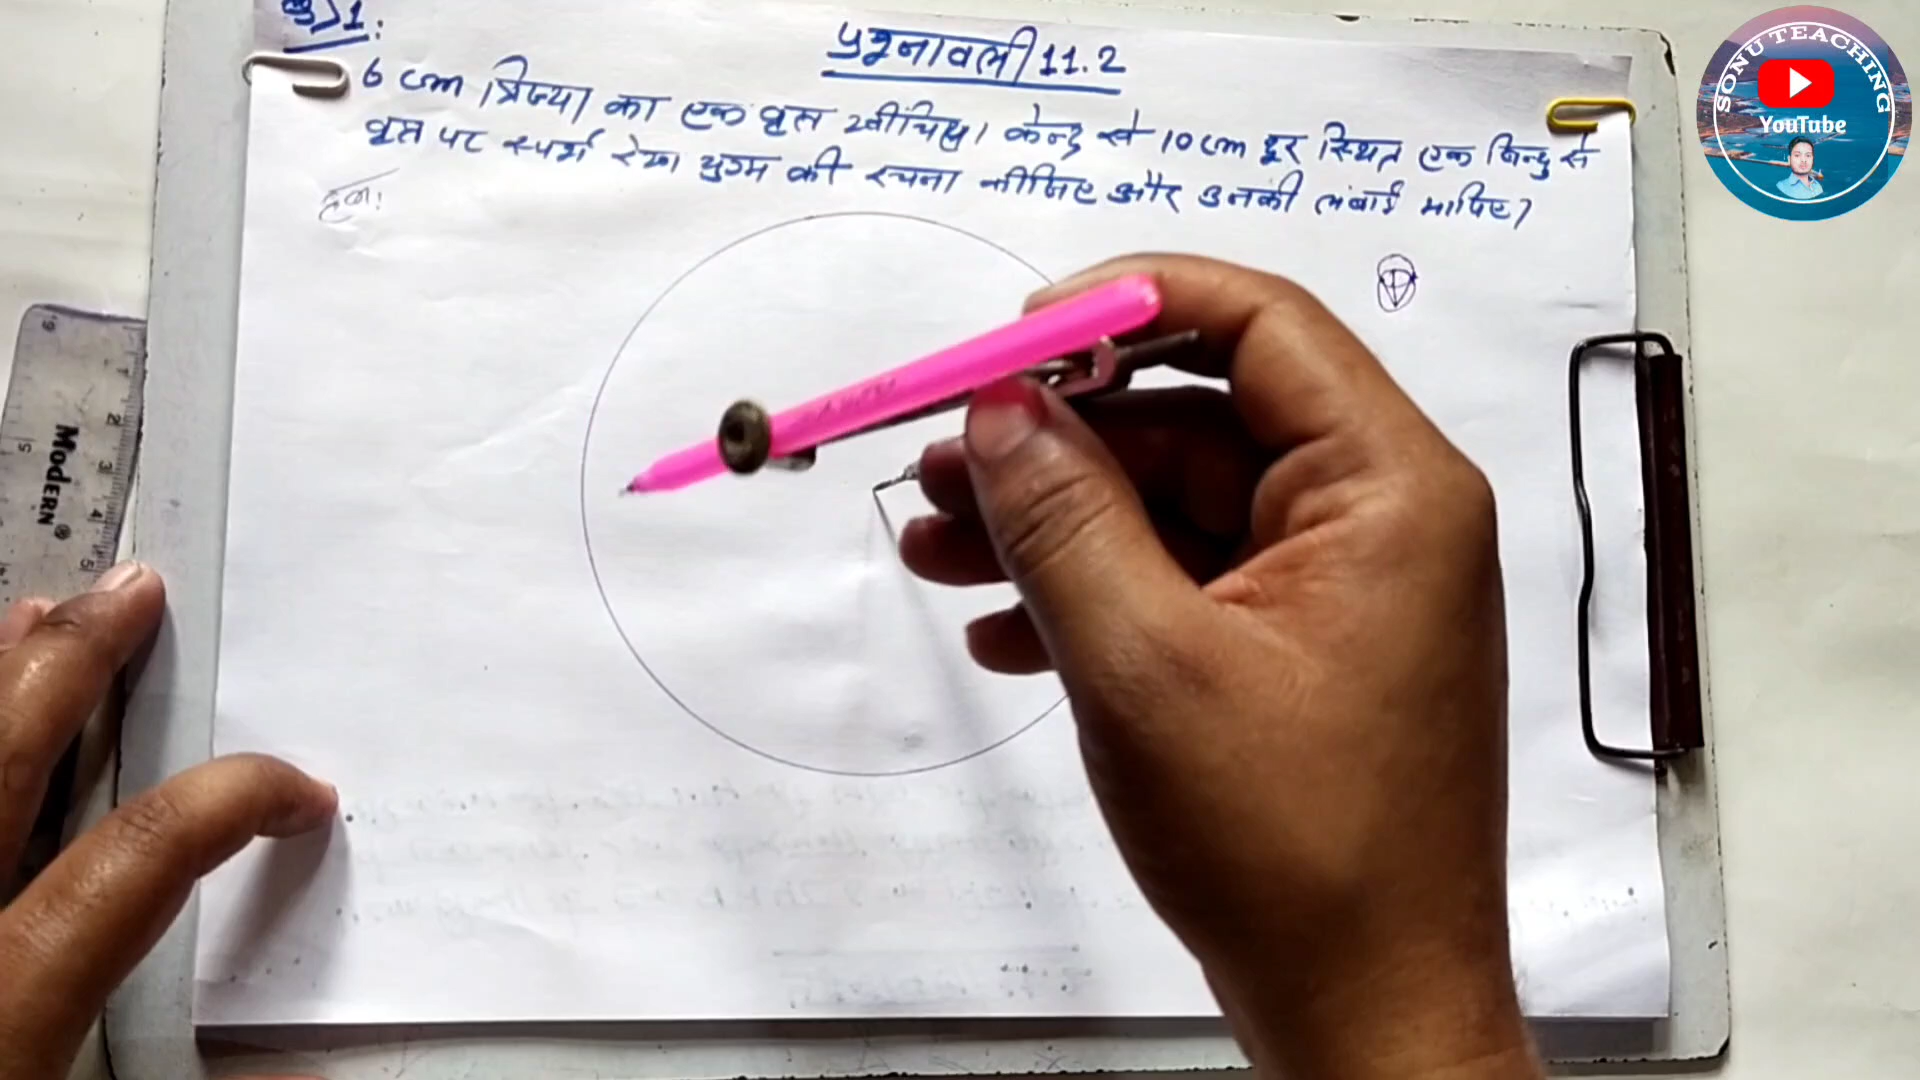 प्रश्नावली 11.2
6 cm त्रिज्या का एक वृत्त खींचिए। केन्द्र से 10 cm दूर स्थित एक बिन्दु से
वृत्त पर स्पर्श रेखा युग्म की रचना कीजिए और उनकी लंबाई मापिए।
हल:
MODERN®
SONU TEACHING
YouTube